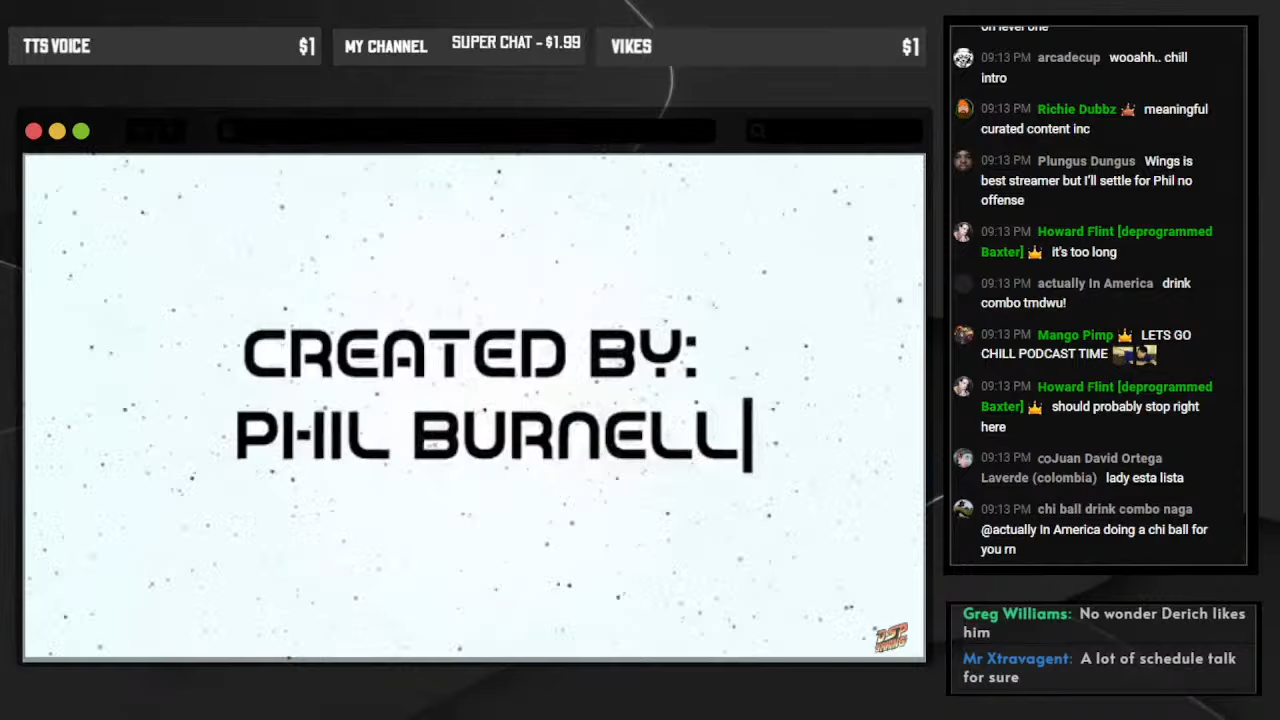 TTS VOICE $1
MY CHANNEL SUPER CHAT - $1.99
VIKES $1
CREATED BY:
PHIL BURNELL
on level one
09:13 PM arcadecup wooahh.. chill
intro
09:13 PM Richie Dubbz meaningful
curated content inc
09:13 PM Plungus Dungus Wings is
best streamer but I'll settle for Phil no
offense
09:13 PM Howard Flint [deprogrammed
Baxter] it's too long
09:13 PM actually In America drink
combo tmdwu!
09:13 PM Mango Pimp LETS GO
CHILL PODCAST TIME
09:13 PM Howard Flint [deprogrammed
Baxter] should probably stop right
here
09:13 PM coJuan David Ortega
Laverde (colombia) lady esta lista
09:13 PM chi ball drink combo naga
@actually In America doing a chi ball for
you rn
Greg Williams: No wonder Derich likes
him
Mr Xtravagent: A lot of schedule talk
for sure